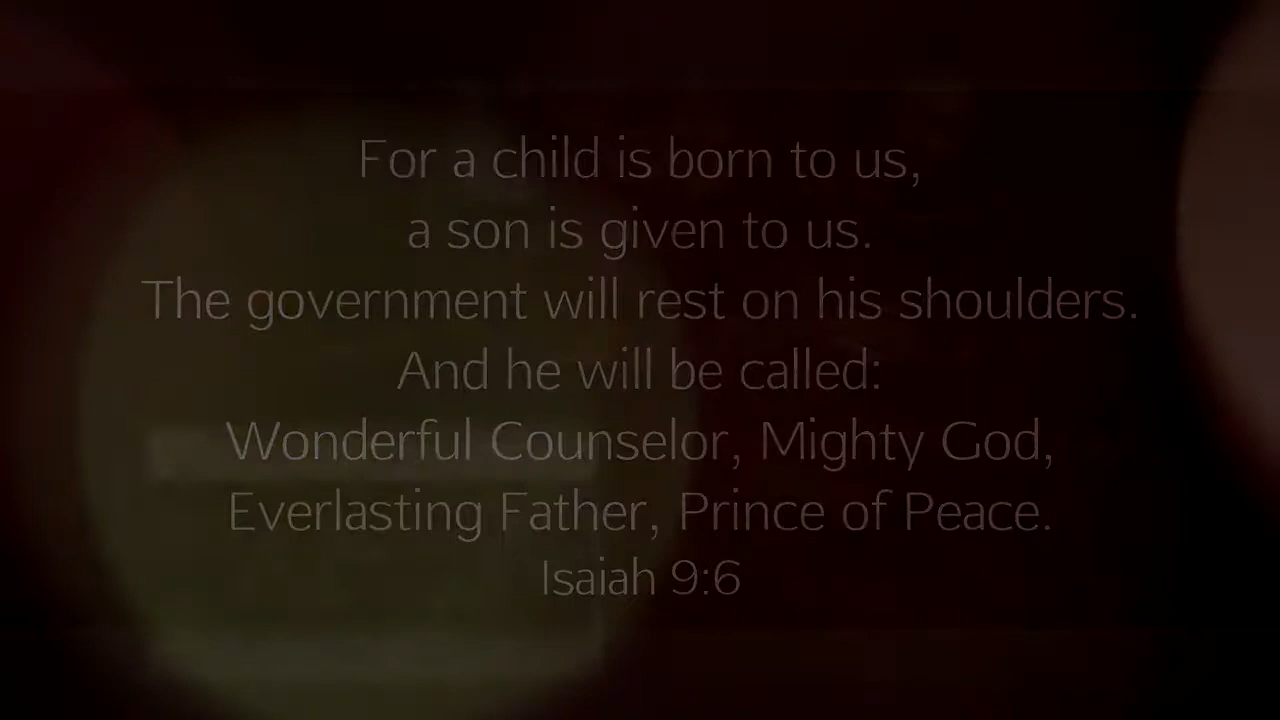 For a child is born to us,
a son is given to us.
The government will rest on his shoulders.
And he will be called:
Wonderful Counselor, Mighty God,
Everlasting Father, Prince of Peace.
Isaiah 9:6